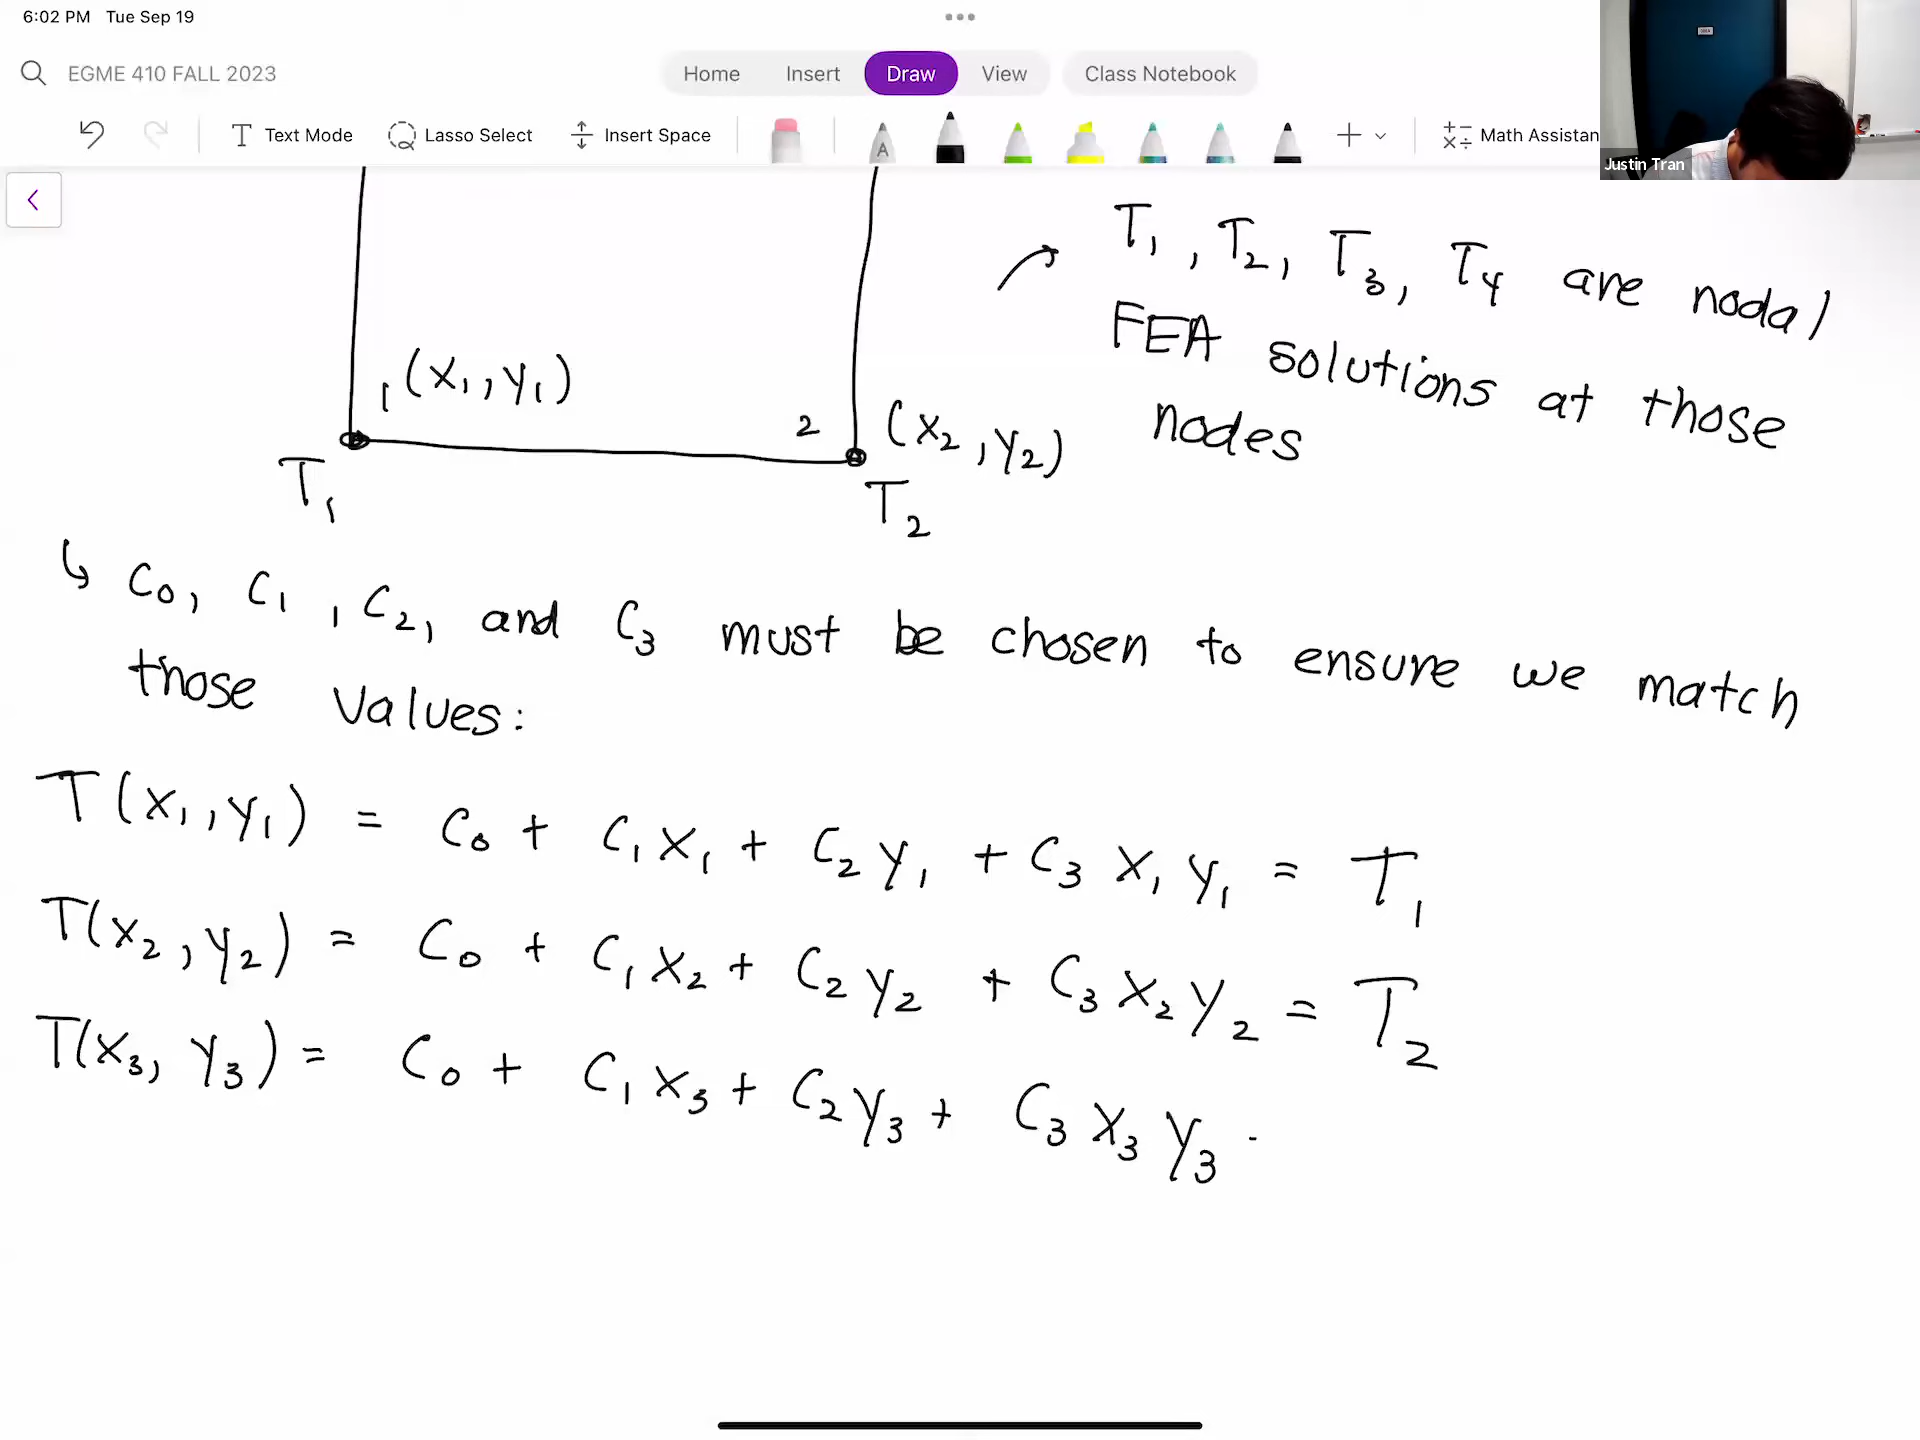 6:02 PM Tue Sep 19
EGME 410 FALL 2023
Home Insert Draw View Class Notebook
Text Mode Lasso Select Insert Space A Math Assistan
Justin Tran
T₁, T₂, T₃, T₄ are nodal
FEA solutions at those
nodes
1 (x₁, y₁)
2 (x₂, y₂)
T₁
T₂
↳ C₀, C₁, C₂, and C₃ must be chosen to ensure we match
those values:
T(x₁, y₁) = C₀ + C₁x₁ + C₂y₁ + C₃x₁y₁ = T₁
T(x₂, y₂) = C₀ + C₁x₂ + C₂y₂ + C₃x₂y₂ = T₂
T(x₃, y₃) = C₀ + C₁x₃ + C₂y₃ + C₃x₃y₃ -